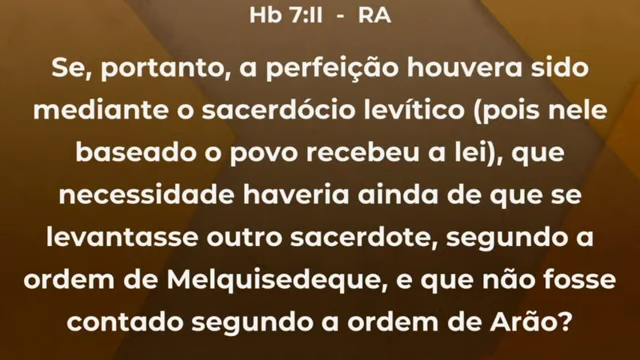 Hb 7:II - RA
Se, portanto, a perfeição houvera sido
mediante o sacerdócio levítico (pois nele
baseado o povo recebeu a lei), que
necessidade haveria ainda de que se
levantasse outro sacerdote, segundo a
ordem de Melquisedeque, e que não fosse
contado segundo a ordem de Arão?